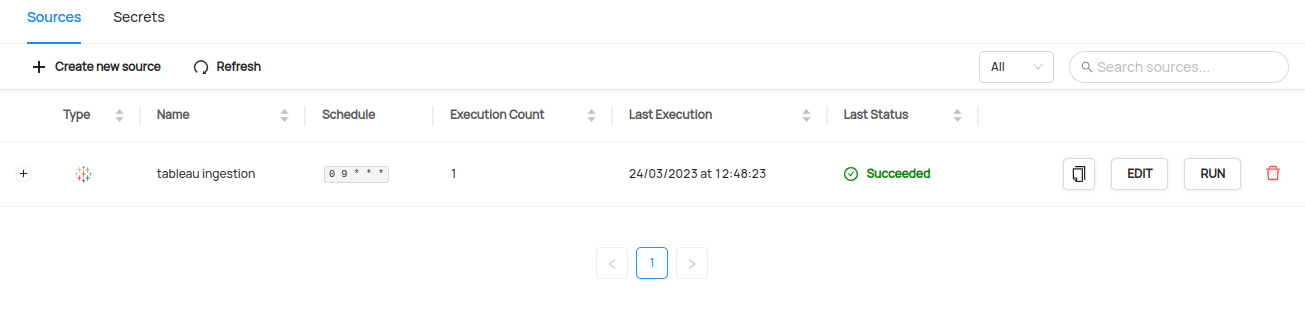 Sources Secrets
Create new source Refresh All Search sources...
Type Name Schedule Execution Count Last Execution Last Status
tableau ingestion 0 9 * * * 1 24/03/2023 at 12:48:23 Succeeded EDIT RUN
1